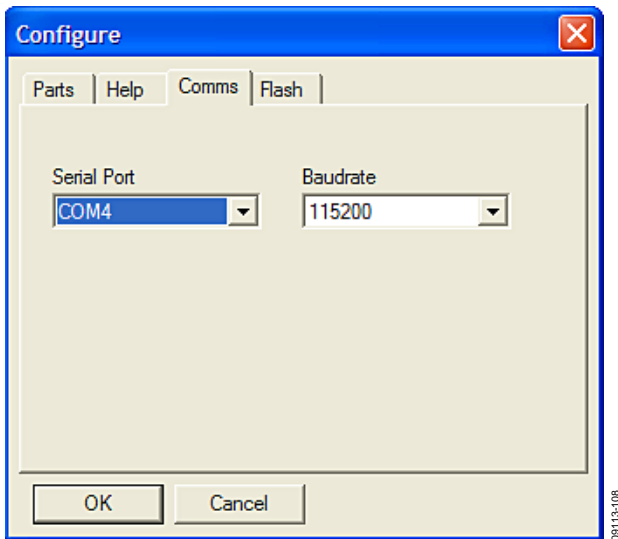 Configure
Parts Help Comms Flash
Serial Port Baudrate
COM4 115200
OK Cancel
09113-108